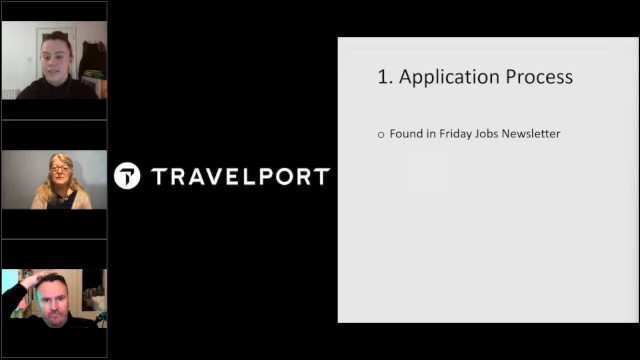 TRAVELPORT
1. Application Process
Found in Friday Jobs Newsletter